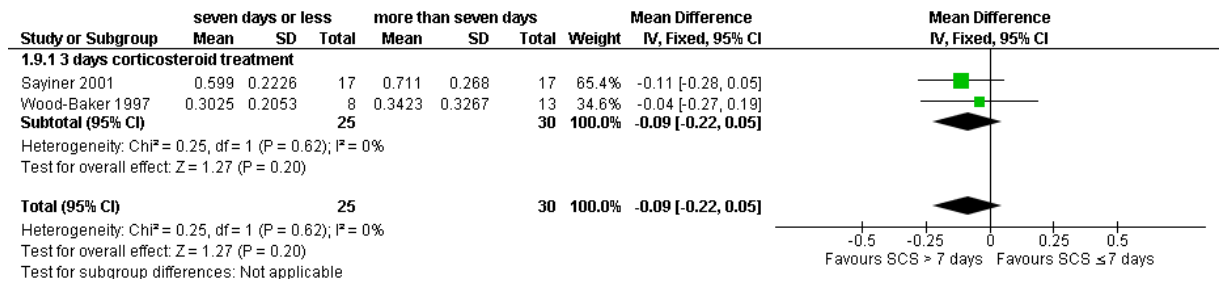 seven days or less more than seven days Mean Difference Mean Difference
Study or Subgroup Mean SD Total Mean SD Total Weight IV, Fixed, 95% CI IV, Fixed, 95% CI
1.9.1 3 days corticosteroid treatment
Sayiner 2001 0.599 0.2226 17 0.711 0.268 17 65.4% -0.11 [-0.28, 0.05]
Wood-Baker 1997 0.3025 0.2053 8 0.3423 0.3267 13 34.6% -0.04 [-0.27, 0.19]
Subtotal (95% CI) 25 30 100.0% -0.09 [-0.22, 0.05]
Heterogeneity: Chi² = 0.25, df = 1 (P = 0.62); I² = 0%
Test for overall effect: Z = 1.27 (P = 0.20)
Total (95% CI) 25 30 100.0% -0.09 [-0.22, 0.05]
Heterogeneity: Chi² = 0.25, df = 1 (P = 0.62); I² = 0%
Test for overall effect: Z = 1.27 (P = 0.20)
Test for subgroup differences: Not applicable
-0.5 -0.25 0 0.25 0.5
Favours SCS > 7 days Favours SCS ≤7 days